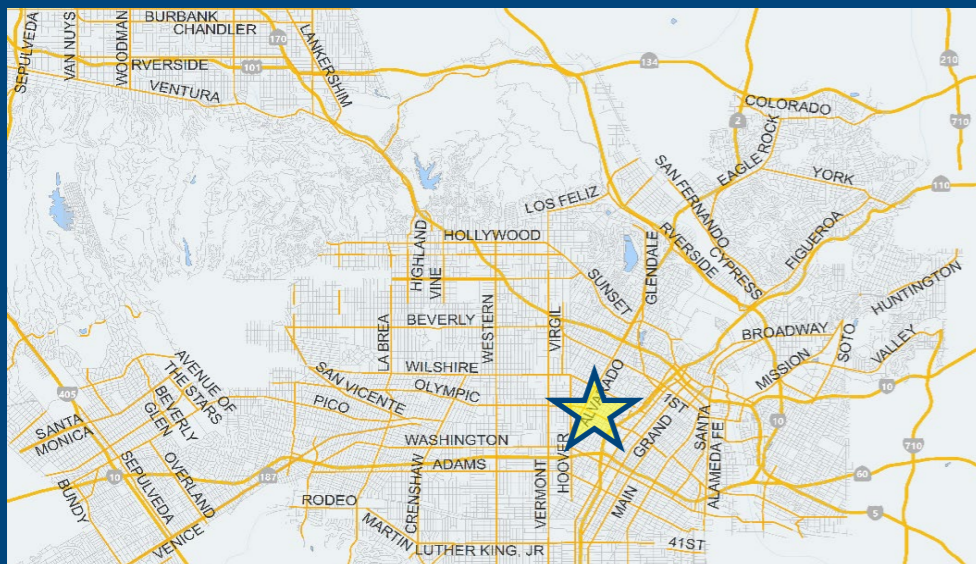 BURBANK
CHANDLER
SEPULVEDA
VAN NUYS
WOODMAN
170
LANKERSHIM
RVERSIDE
101
134
210
VENTURA
COLORADO
2
710
EAGLE ROCK
SAN FERNANDO
YORK
110
LOS FELIZ
FIGUEROA
HIGHLAND
HOLLYWOOD
RVERSIDE
CYPRESS
VINE
SUNSET
GLENDALE
HUNTINGTON
LA BREA
BEVERLY
WESTERN
VIRGIL
BROADWAY
SOTO
VALLEY
MISSION
AVENUE OF
THE STARS
WILSHIRE
ALVARADO
405
SAN VICENTE
OLYMPIC
10
BEVERLY
GLEN
PICO
1ST
SANTA
MONICA
SANTA
10
GRAND
WASHINGTON
HOOVER
710
ADAMS
ALAMEDA FE
SEPULVEDA
OVERLAND
10
187
60
BUNDY
RODEO
CRENSHAW
VERMONT
MAIN
5
VENICE
MARTIN
LUTHER KING, JR
41ST